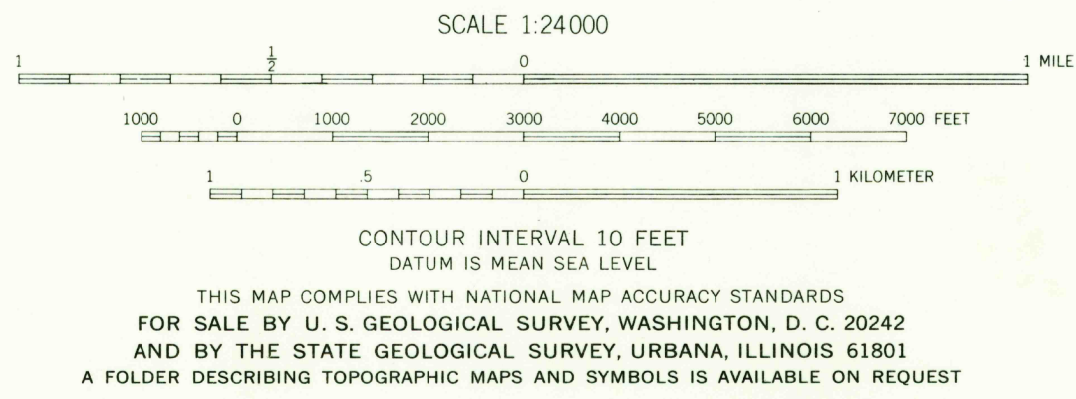 SCALE 1:24000
1 ½ 0 1 MILE
1000 0 1000 2000 3000 4000 5000 6000 7000 FEET
1 .5 0 1 KILOMETER
CONTOUR INTERVAL 10 FEET
DATUM IS MEAN SEA LEVEL
THIS MAP COMPLIES WITH NATIONAL MAP ACCURACY STANDARDS
FOR SALE BY U. S. GEOLOGICAL SURVEY, WASHINGTON, D. C. 20242
AND BY THE STATE GEOLOGICAL SURVEY, URBANA, ILLINOIS 61801
A FOLDER DESCRIBING TOPOGRAPHIC MAPS AND SYMBOLS IS AVAILABLE ON REQUEST